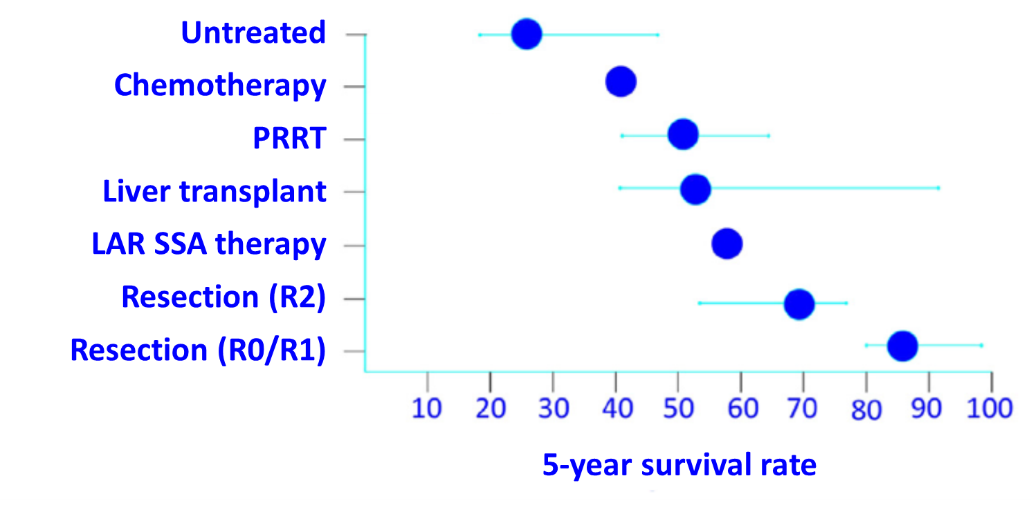 Untreated
Chemotherapy
PRRT
Liver transplant
LAR SSA therapy
Resection (R2)
Resection (R0/R1)
10 20 30 40 50 60 70 80 90 100
5-year survival rate